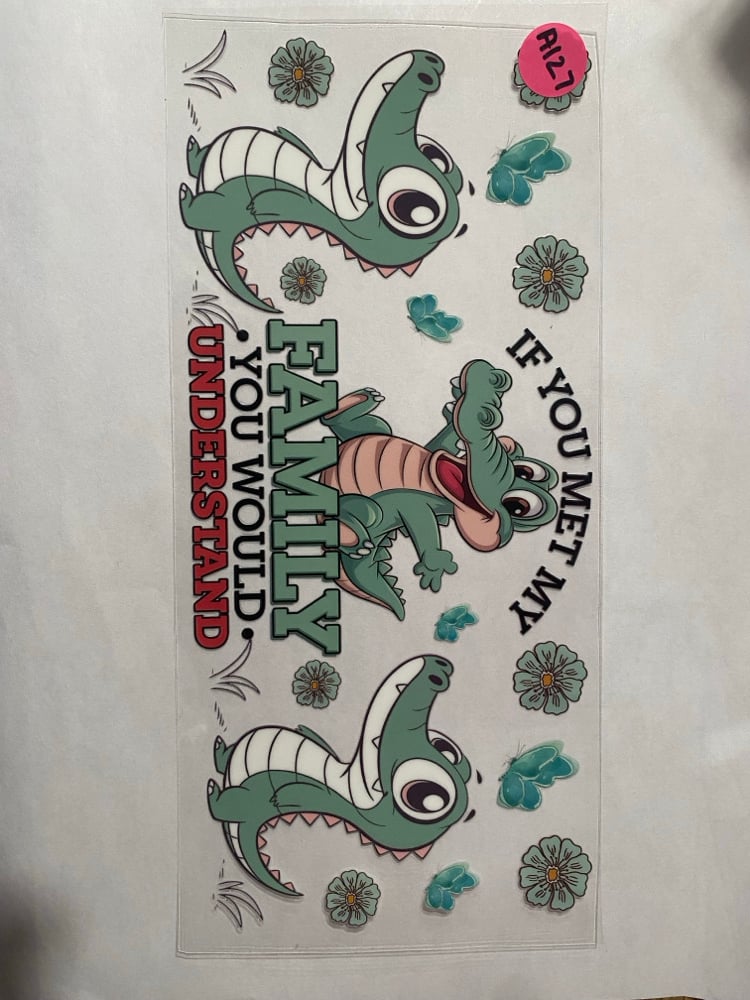 A127
IF YOU MET MY
FAMILY
• YOU WOULD •
UNDERSTAND